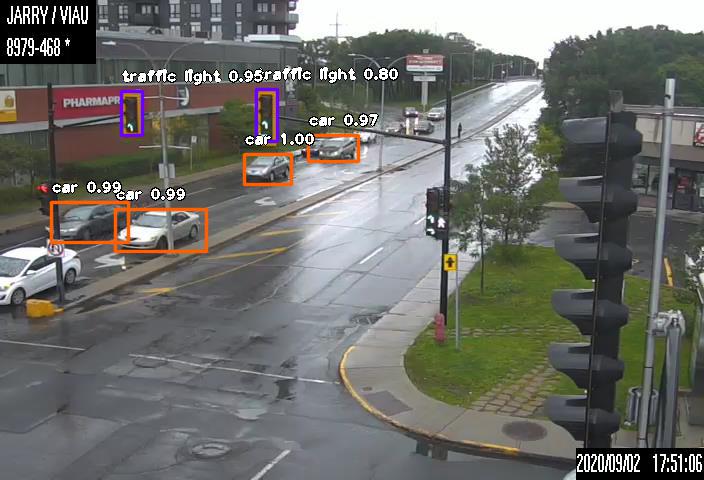 JARRY / VIAU
8979-468 *
traffic light 0.95
raffic light 0.80
PHARMAPR
car 0.97
car 1.00
car 0.99
car 0.99
2020/09/02 17:51:06